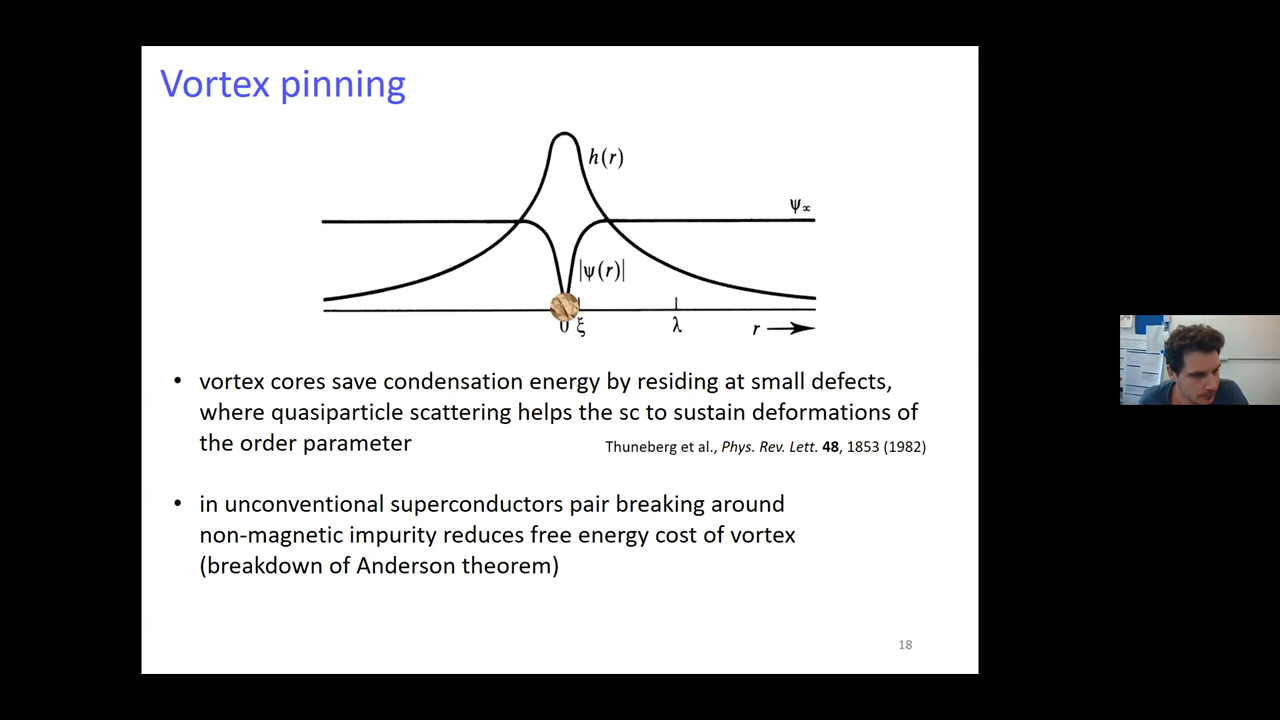 Vortex pinning
h(r)
ψ∞
|ψ(r)|
0 ξ λ r
• vortex cores save condensation energy by residing at small defects,
where quasiparticle scattering helps the sc to sustain deformations of
the order parameter Thuneberg et al., Phys. Rev. Lett. 48, 1853 (1982)
• in unconventional superconductors pair breaking around
non-magnetic impurity reduces free energy cost of vortex
(breakdown of Anderson theorem)
18